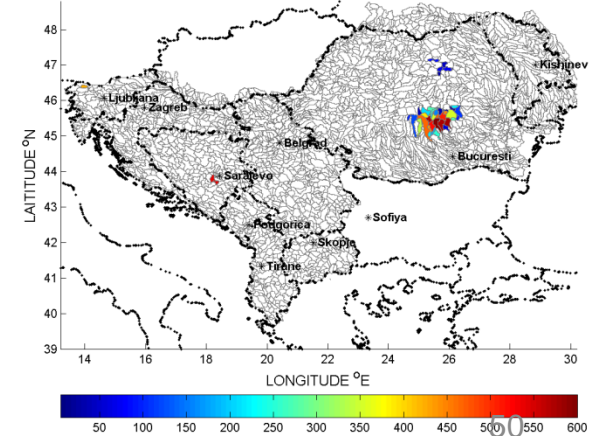 48
47
46
45
44
43
42
41
40
39
LAITITUDE °N
Kishinev
Ljubljana
Zagreb
Belgrad
Bucuresti
Sarajevo
Sofiya
Podgorica
Skopje
Tirane
14 16 18 20 22 24 26 28 30
LONGITUDE °E
50 100 150 200 250 300 350 400 450 500 550 600
50